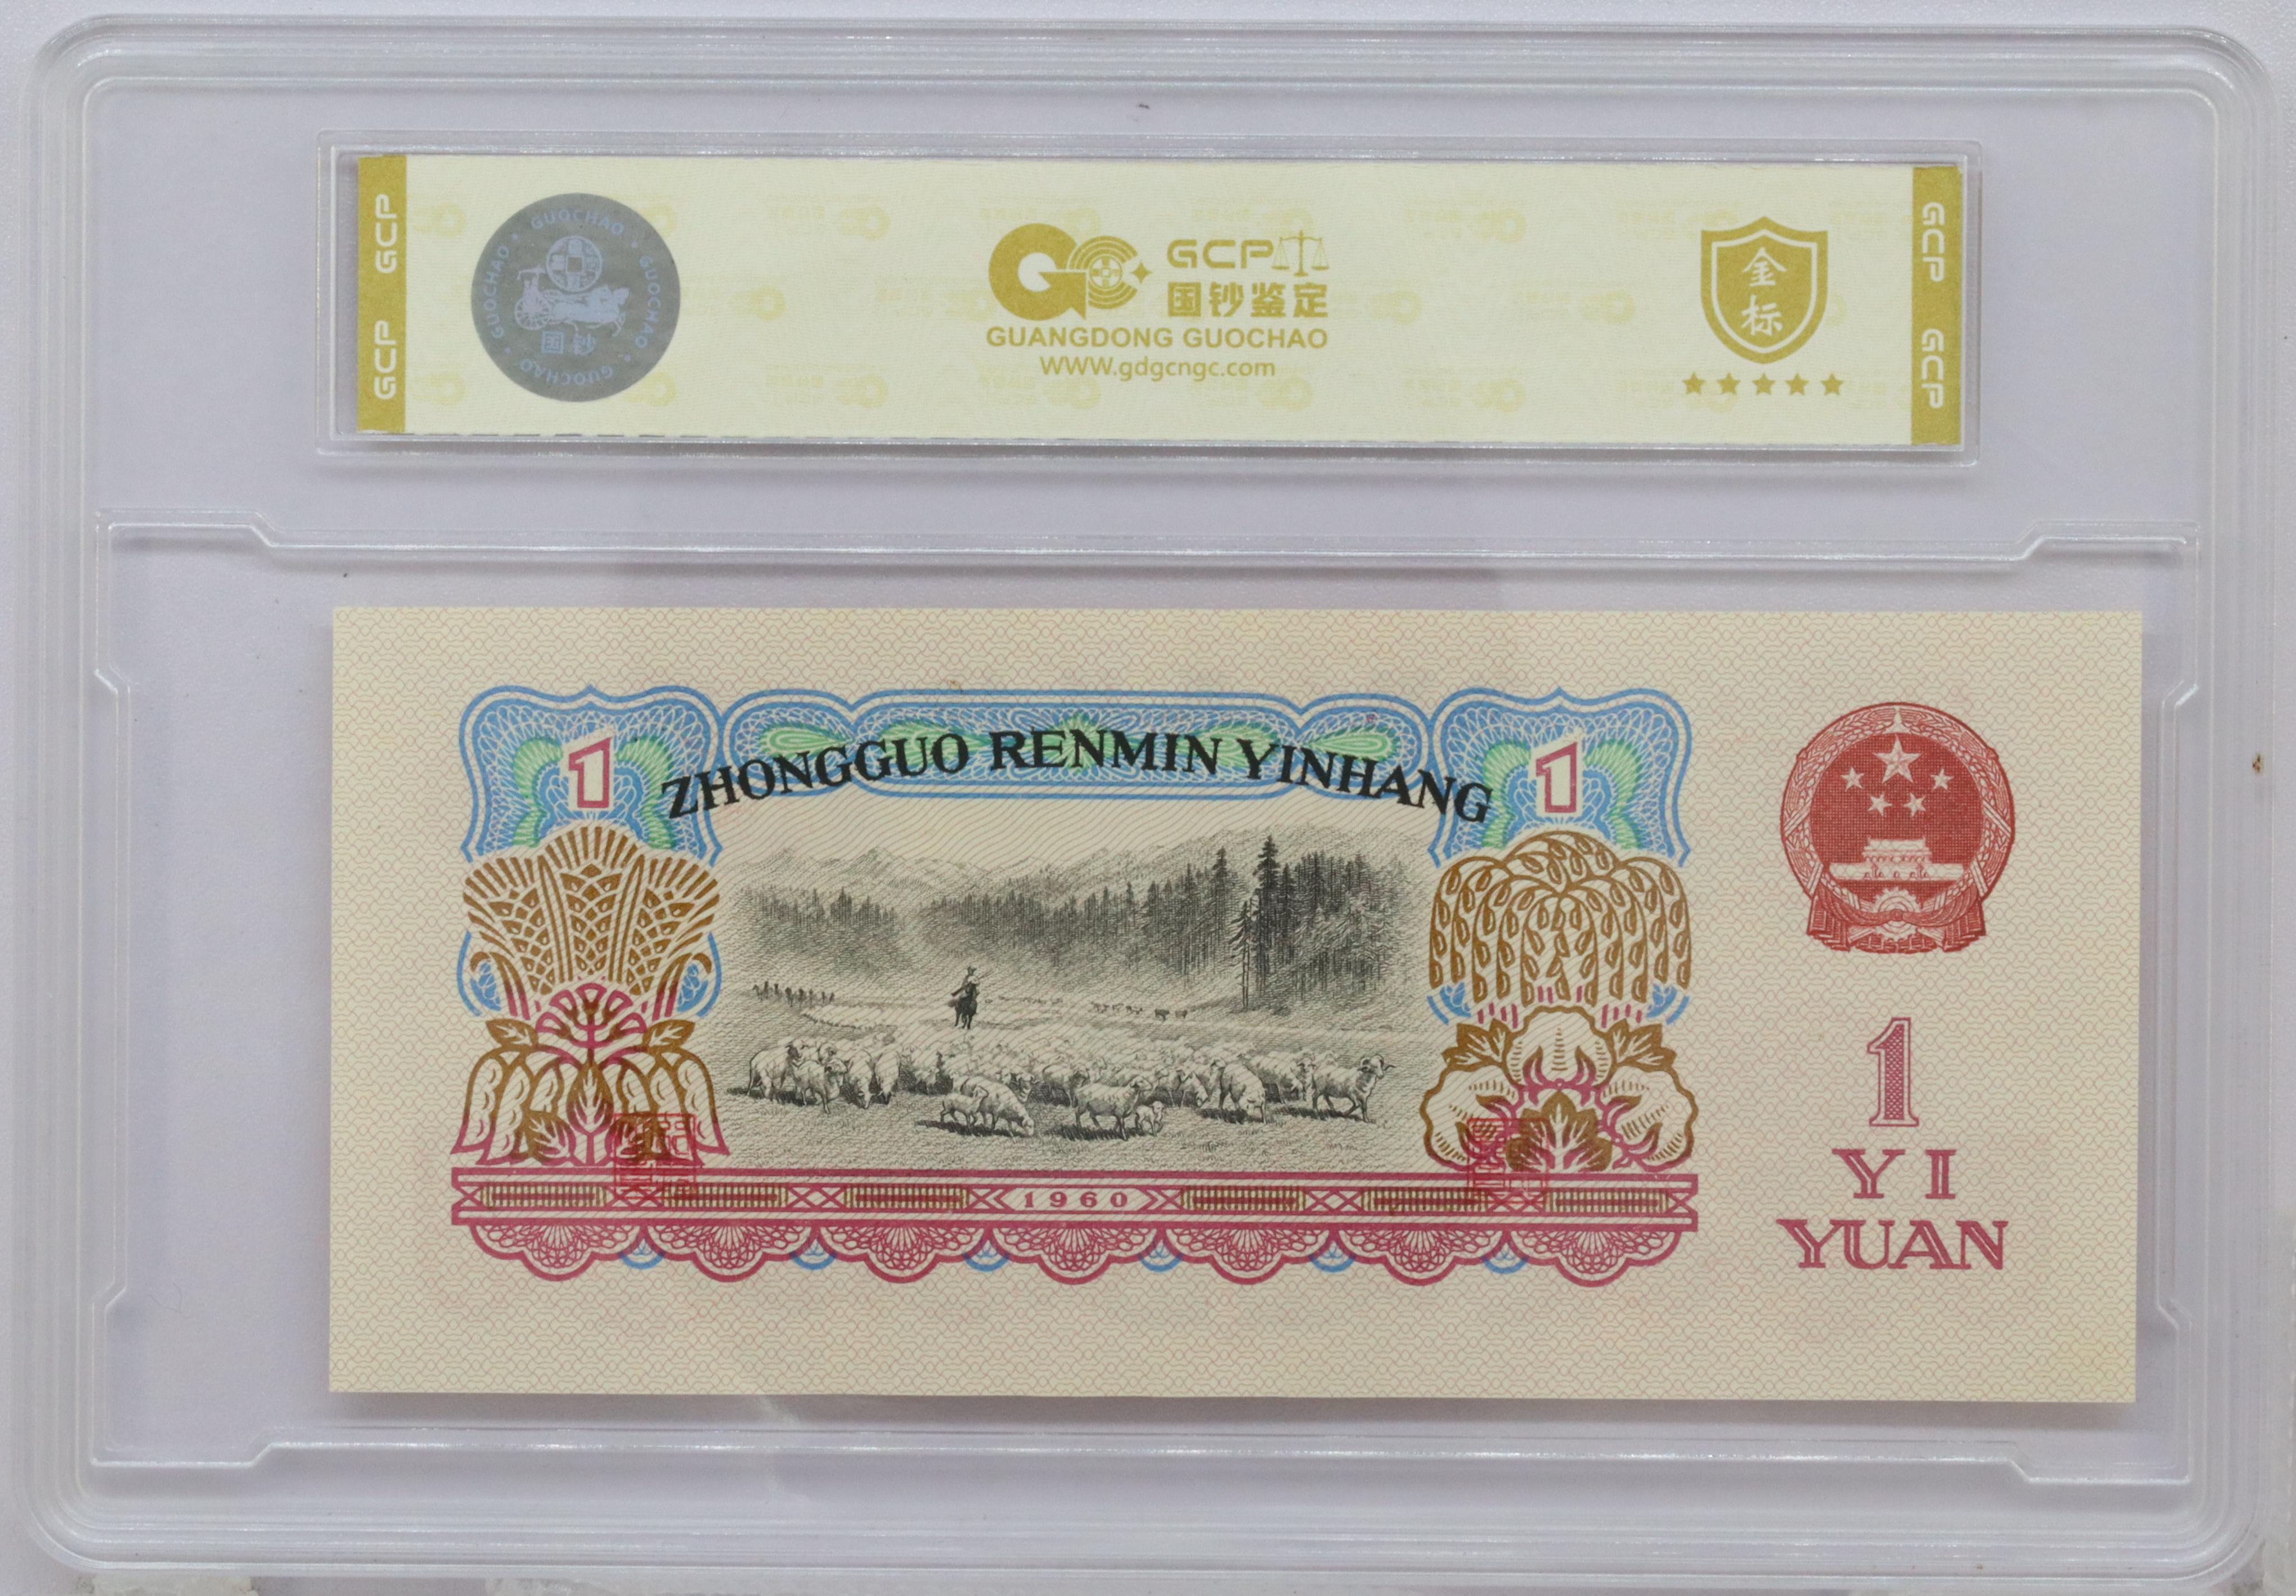 GCP GCP
GUOCHAO · GUOCHAO · GUOCHAO · GUOCHAO
国钞
GCP
国钞鉴定
GUANGDONG GUOCHAO
WWW.gdgcngc.com
金标
GCP GCP
1
ZHONGGUO RENMIN YINHANG
1
1960
1
YI
YUAN